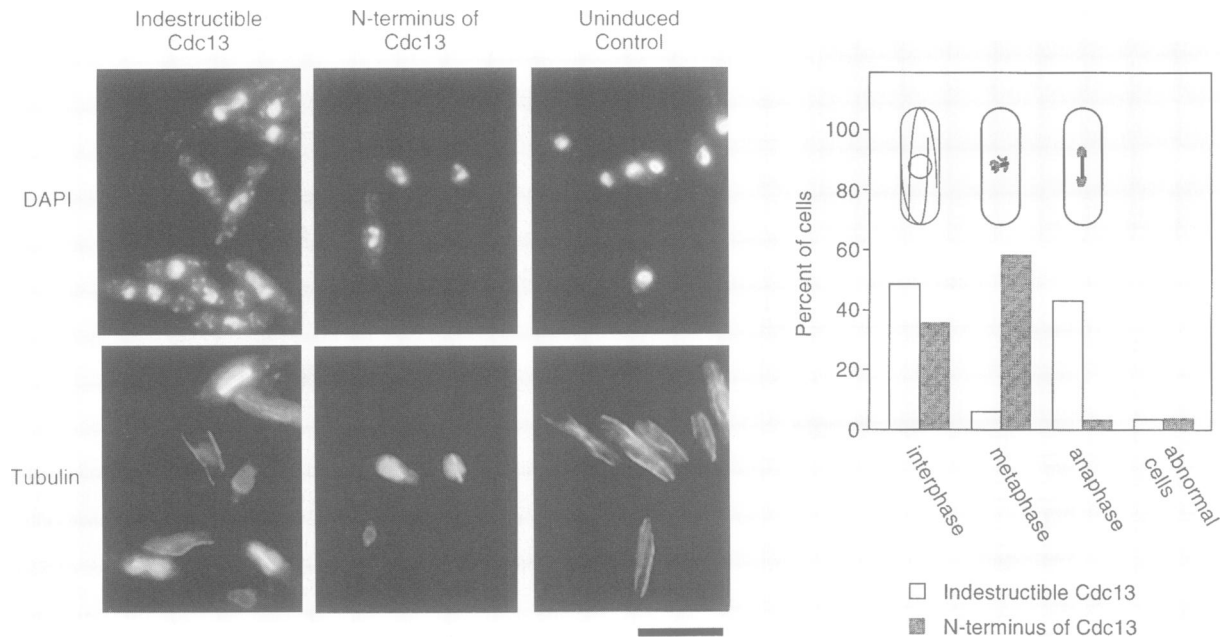 Indestructible
Cdc13
N-terminus of
Cdc13
Uninduced
Control
DAPI
Tubulin
Percent of cells
100
80
60
40
20
0
interphase
metaphase
anaphase
abnormal
cells
Indestructible Cdc13
N-terminus of Cdc13